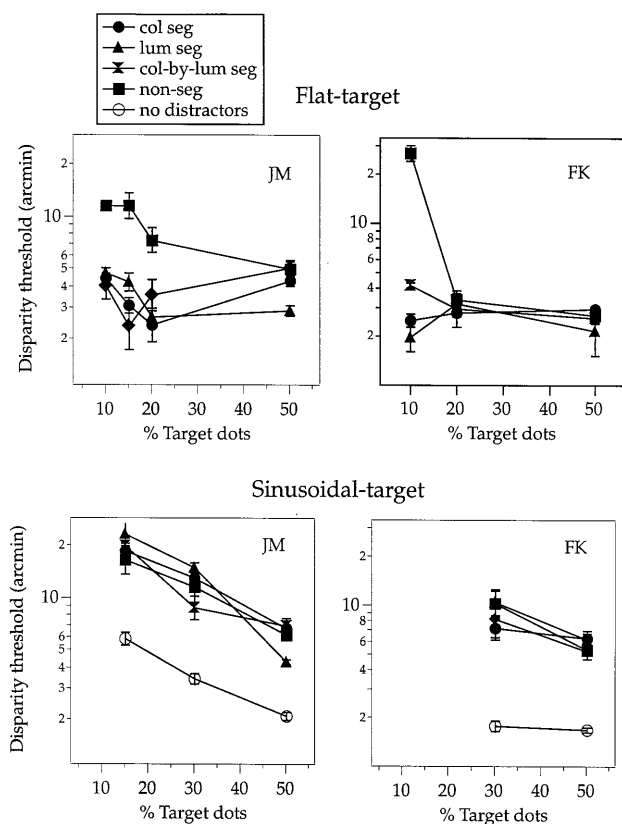 col seg
lum seg
col-by-lum seg
non-seg
no distractors
Flat-target
Disparity threshold (arcmin)
2
10
5
4
3
2
JM
10 20 30 40 50
% Target dots
2
10
8
6
4
2
FK
10 20 30 40 50
% Target dots
Sinusoidal-target
Disparity threshold (arcmin)
2
10
6
5
4
3
2
JM
10 20 30 40 50
% Target dots
2
10
8
6
4
2
FK
10 20 30 40 50
% Target dots